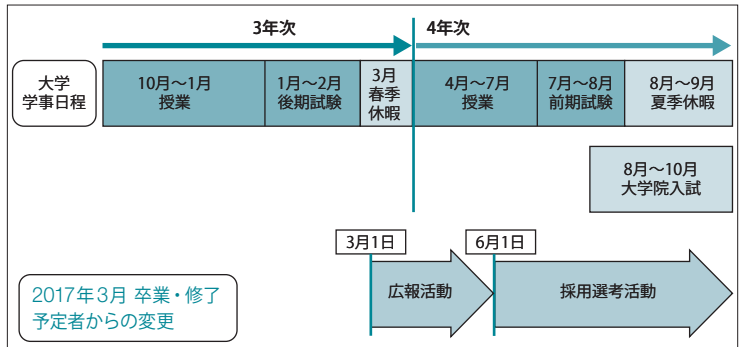 3年次
4年次
大学
学事日程
10月〜1月
授業
1月〜2月
後期試験
3月
春季
休暇
4月〜7月
授業
7月〜8月
前期試験
8月〜9月
夏季休暇
8月〜10月
大学院入試
3月1日
6月1日
広報活動
採用選考活動
2017年3月 卒業・修了
予定者からの変更